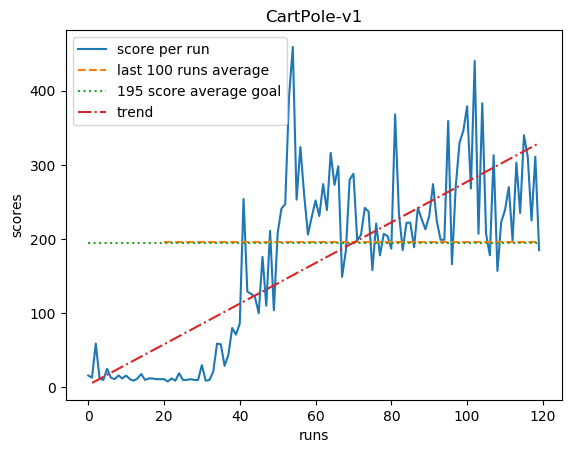 CartPole-v1
score per run
last 100 runs average
195 score average goal
trend
scores
400
300
200
100
0
0 20 40 60 80 100 120
runs